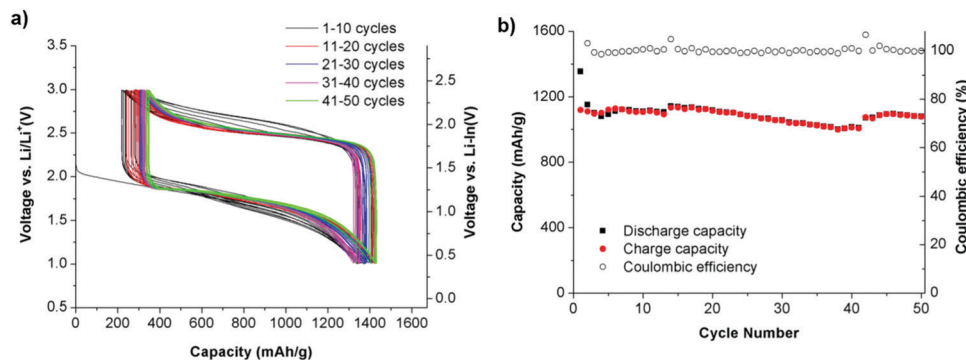 a)
1-10 cycles
11-20 cycles
21-30 cycles
31-40 cycles
41-50 cycles
3.5
3.0
2.5
2.0
1.5
1.0
0.5
Voltage vs. Li/Li⁺(V)
2.5
2.0
1.5
1.0
0.5
0.0
Voltage vs. Li-In(V)
0 200 400 600 800 1000 1200 1400 1600
Capacity (mAh/g)
b)
1600
1400
1200
1000
800
600
400
200
0
Capacity (mAh/g)
100
80
60
40
20
0
Coulombic efficiency (%)
Discharge capacity
Charge capacity
Coulombic efficiency
0 10 20 30 40 50
Cycle Number